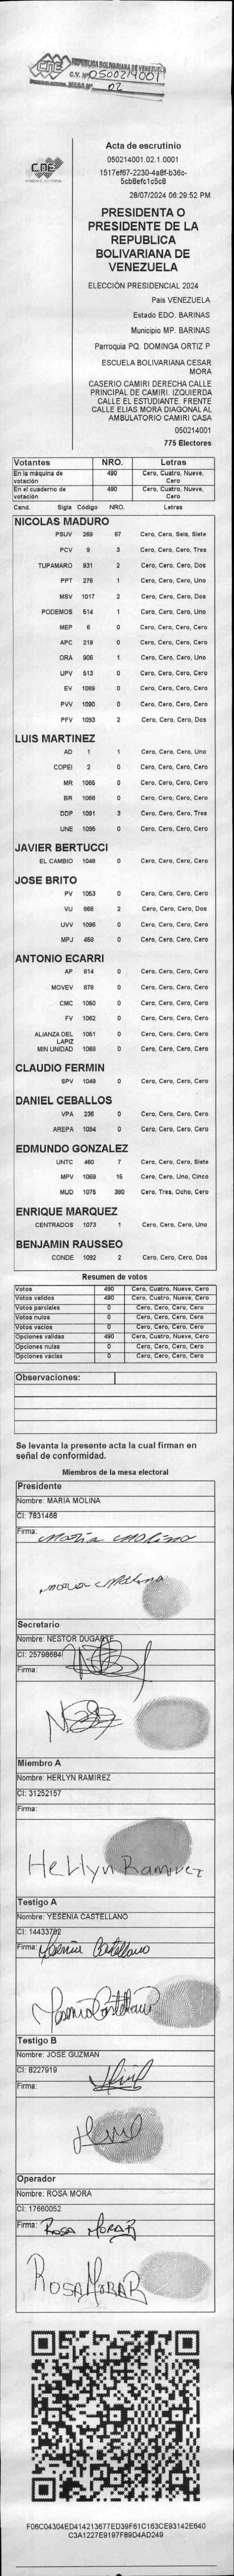 CNE REPUBLICA BOLIVARIANA DE VENEZUELA
C.V. Nº 0500214001
MESA Nº 02
CNE
Acta de escrutinio
050214001.02.1.0001
1517ef67-2230-4a8f-b36c-
5cb8efc1c5c8
28/07/2024 06:29:52 PM
PRESIDENTA O
PRESIDENTE DE LA
REPUBLICA
BOLIVARIANA DE
VENEZUELA
ELECCIÓN PRESIDENCIAL 2024
Pais VENEZUELA
Estado EDO. BARINAS
Municipio MP. BARINAS
Parroquia PQ. DOMINGA ORTIZ P
ESCUELA BOLIVARIANA CESAR
MORA
CASERIO CAMIRI DERECHA CALLE
PRINCIPAL DE CAMIRI. IZQUIERDA
CALLE EL ESTUDIANTE. FRENTE
CALLE ELIAS MORA DIAGONAL AL
AMBULATORIO CAMIRI CASA
050214001
775 Electores
Votantes NRO. Letras
En la máquina de votación 490 Cero, Cuatro, Nueve, Cero
En el cuaderno de votación 490 Cero, Cuatro, Nueve, Cero
Cand. Sigla Código NRO. Letras
NICOLAS MADURO
PSUV 269 67 Cero, Cero, Seis, Siete
PCV 9 3 Cero, Cero, Cero, Tres
TUPAMARO 931 2 Cero, Cero, Cero, Dos
PPT 276 1 Cero, Cero, Cero, Uno
MSV 1017 2 Cero, Cero, Cero, Dos
PODEMOS 514 1 Cero, Cero, Cero, Uno
MEP 6 0 Cero, Cero, Cero, Cero
APC 219 0 Cero, Cero, Cero, Cero
ORA 906 1 Cero, Cero, Cero, Uno
UPV 513 0 Cero, Cero, Cero, Cero
EV 1089 0 Cero, Cero, Cero, Cero
PVV 1090 0 Cero, Cero, Cero, Cero
PFV 1093 2 Cero, Cero, Cero, Dos
LUIS MARTINEZ
AD 1 1 Cero, Cero, Cero, Uno
COPEI 2 0 Cero, Cero, Cero, Cero
MR 1065 0 Cero, Cero, Cero, Cero
BR 1066 0 Cero, Cero, Cero, Cero
DDP 1091 3 Cero, Cero, Cero, Tres
UNE 1095 0 Cero, Cero, Cero, Cero
JAVIER BERTUCCI
EL CAMBIO 1046 0 Cero, Cero, Cero, Cero
JOSE BRITO
PV 1053 0 Cero, Cero, Cero, Cero
VU 868 2 Cero, Cero, Cero, Dos
UVV 1096 0 Cero, Cero, Cero, Cero
MPJ 458 0 Cero, Cero, Cero, Cero
ANTONIO ECARRI
AP 814 0 Cero, Cero, Cero, Cero
MOVEV 878 0 Cero, Cero, Cero, Cero
CMC 1050 0 Cero, Cero, Cero, Cero
FV 1062 0 Cero, Cero, Cero, Cero
ALIANZA DEL LAPIZ 1051 0 Cero, Cero, Cero, Cero
MIN UNIDAD 1068 0 Cero, Cero, Cero, Cero
CLAUDIO FERMIN
SPV 1049 0 Cero, Cero, Cero, Cero
DANIEL CEBALLOS
VPA 236 0 Cero, Cero, Cero, Cero
AREPA 1094 0 Cero, Cero, Cero, Cero
EDMUNDO GONZALEZ
UNTC 460 7 Cero, Cero, Cero, Siete
MPV 1069 15 Cero, Cero, Uno, Cinco
MUD 1075 380 Cero, Tres, Ocho, Cero
ENRIQUE MARQUEZ
CENTRADOS 1073 1 Cero, Cero, Cero, Uno
BENJAMIN RAUSSEO
CONDE 1092 2 Cero, Cero, Cero, Dos
Resumen de votos
Votos 490 Cero, Cuatro, Nueve, Cero
Votos validos 490 Cero, Cuatro, Nueve, Cero
Votos parciales 0 Cero, Cero, Cero, Cero
Votos nulos 0 Cero, Cero, Cero, Cero
Votos vacios 0 Cero, Cero, Cero, Cero
Opciones validas 490 Cero, Cuatro, Nueve, Cero
Opciones nulas 0 Cero, Cero, Cero, Cero
Opciones vacias 0 Cero, Cero, Cero, Cero
Observaciones:
Se levanta la presente acta la cual firman en
señal de conformidad.
Miembros de la mesa electoral
Presidente
Nombre: MARIA MOLINA
CI: 7831468
Firma: Maria Molina
Maria Molina
Secretario
Nombre: NESTOR DUGARTE
CI: 25798684
Firma:
Miembro A
Nombre: HERLYN RAMIREZ
CI: 31252157
Firma:
Herlyn Ramirez
Testigo A
Nombre: YESENIA CASTELLANO
CI: 14433782
Firma: Yesenia Castellano
Yesenia Castellano
Testigo B
Nombre: JOSE GUZMAN
CI: 8227919
Firma:
Operador
Nombre: ROSA MORA
CI: 17660052
Firma: ROSA MORA R
ROSA MORA R
F06C04304ED414213677ED39F61C163CE93142E640
C3A1227E9197F89D4AD249